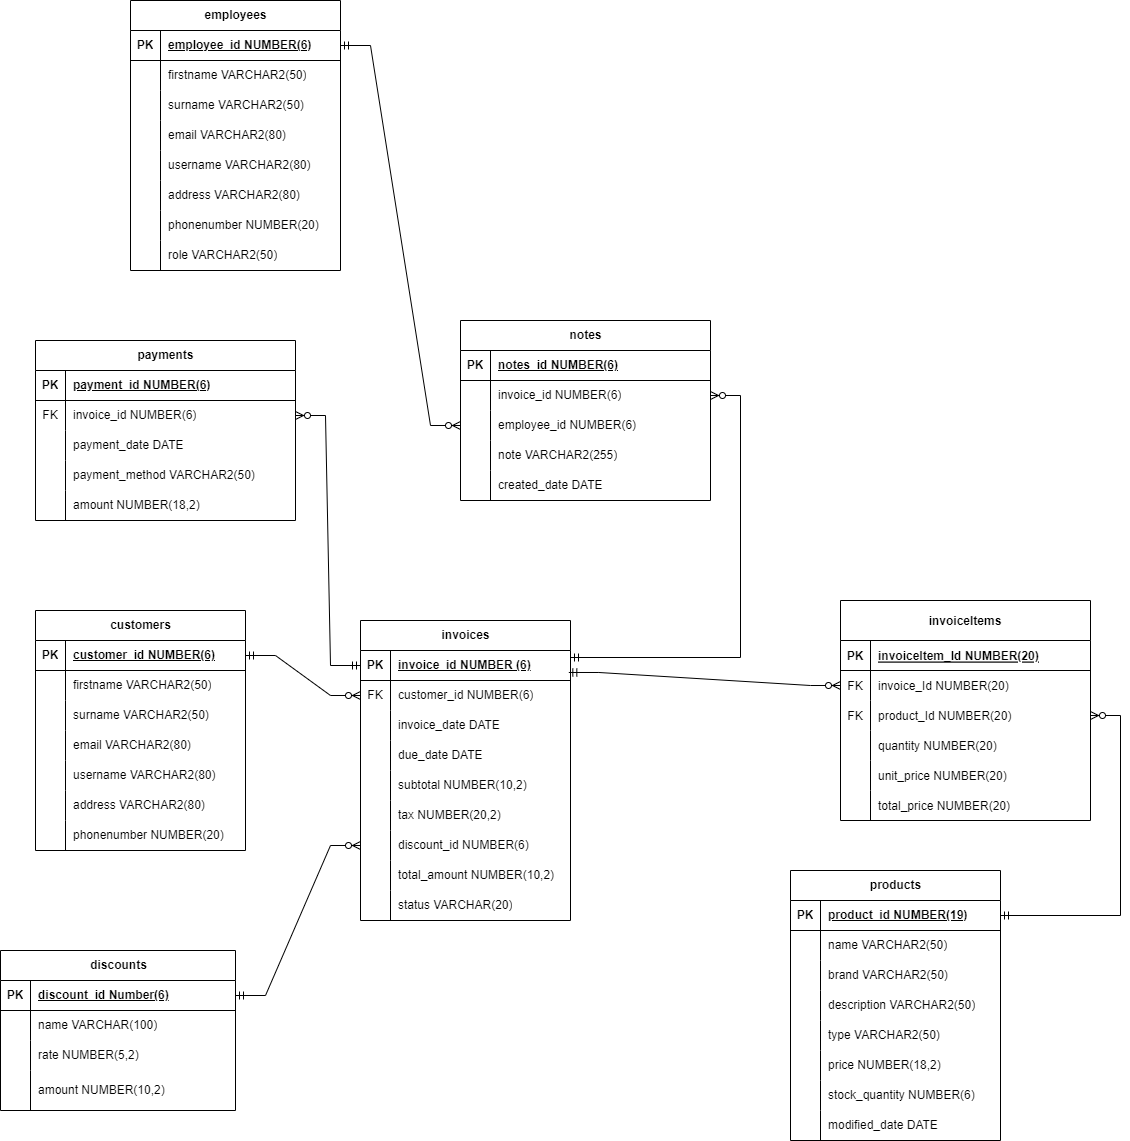 employees
PK employee_id NUMBER(6)
firstname VARCHAR2(50)
surname VARCHAR2(50)
email VARCHAR2(80)
username VARCHAR2(80)
address VARCHAR2(80)
phonenumber NUMBER(20)
role VARCHAR2(50)
notes
PK notes_id NUMBER(6)
invoice_id NUMBER(6)
employee_id NUMBER(6)
note VARCHAR2(255)
created_date DATE
payments
PK payment_id NUMBER(6)
FK invoice_id NUMBER(6)
payment_date DATE
payment_method VARCHAR2(50)
amount NUMBER(18,2)
customers
PK customer_id NUMBER(6)
firstname VARCHAR2(50)
surname VARCHAR2(50)
email VARCHAR2(80)
username VARCHAR2(80)
address VARCHAR2(80)
phonenumber NUMBER(20)
invoices
PK invoice_id NUMBER (6)
FK customer_id NUMBER(6)
invoice_date DATE
due_date DATE
subtotal NUMBER(10,2)
tax NUMBER(20,2)
discount_id NUMBER(6)
total_amount NUMBER(10,2)
status VARCHAR(20)
invoiceItems
PK invoiceItem_Id NUMBER(20)
FK invoice_Id NUMBER(20)
FK product_Id NUMBER(20)
quantity NUMBER(20)
unit_price NUMBER(20)
total_price NUMBER(20)
discounts
PK discount_id Number(6)
name VARCHAR(100)
rate NUMBER(5,2)
amount NUMBER(10,2)
products
PK product_id NUMBER(19)
name VARCHAR2(50)
brand VARCHAR2(50)
description VARCHAR2(50)
type VARCHAR2(50)
price NUMBER(18,2)
stock_quantity NUMBER(6)
modified_date DATE